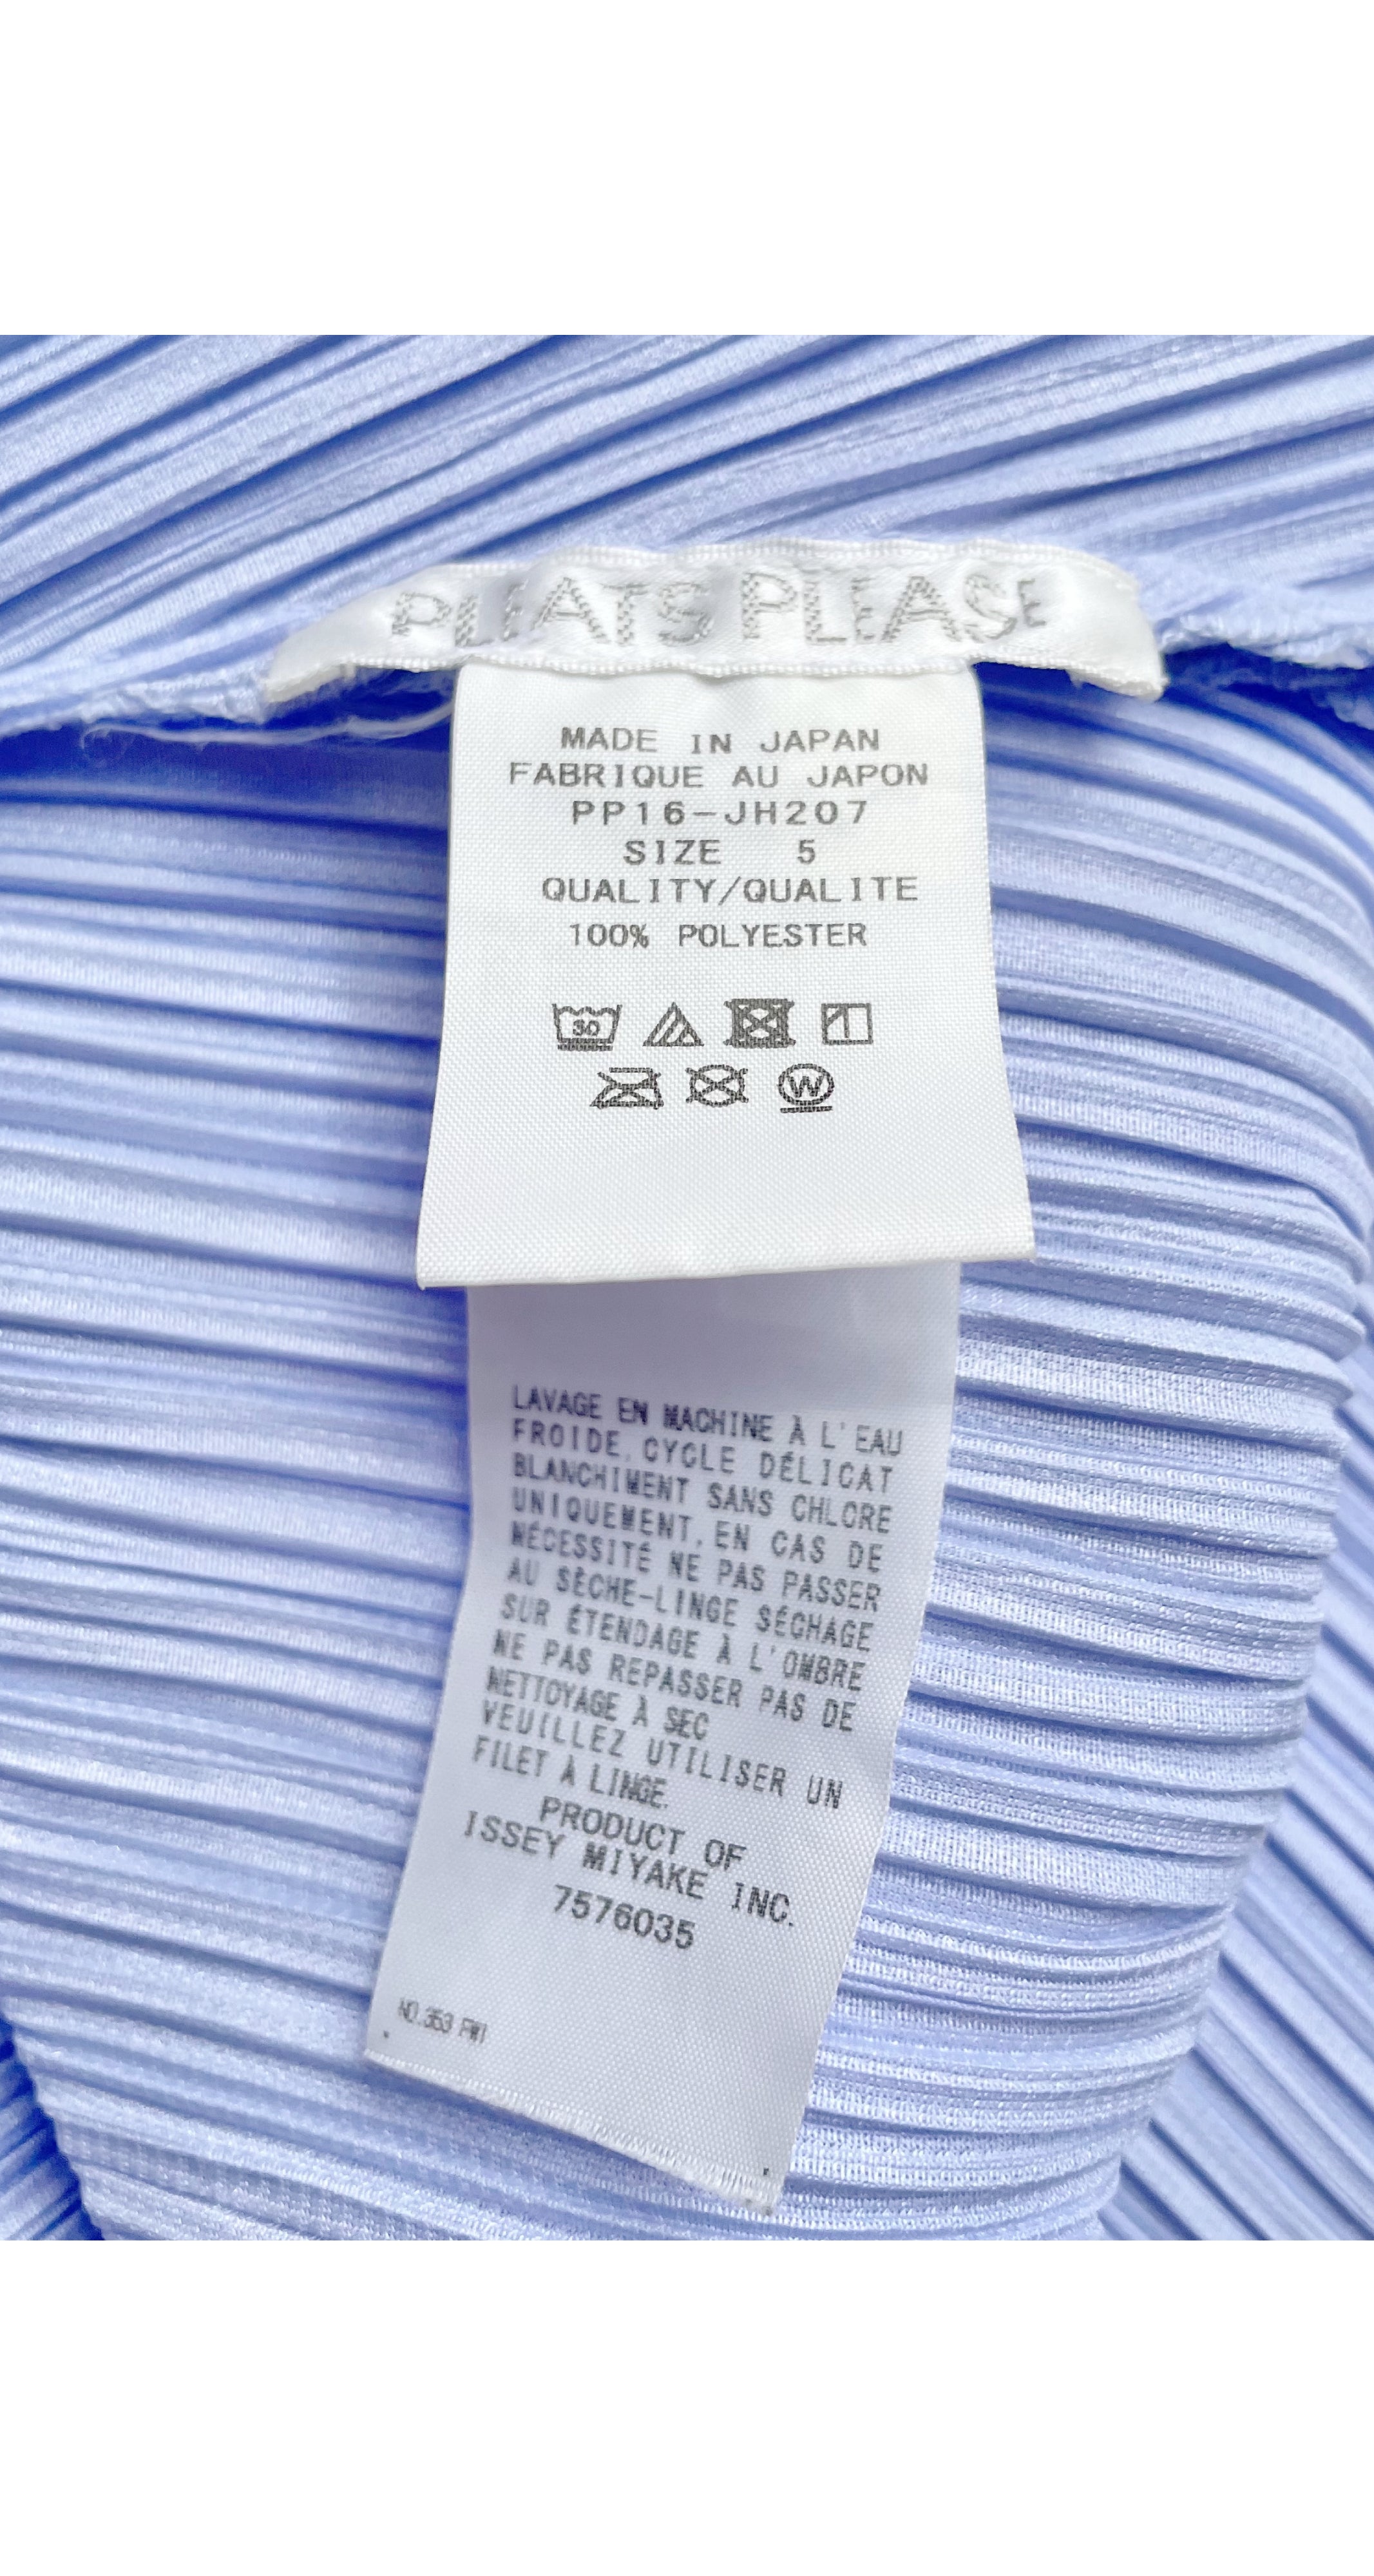 PLEATS PLEASE
MADE IN JAPAN
FABRIQUE AU JAPON
PP16-JH207
SIZE 5
QUALITY/QUALITE
100% POLYESTER
30
W
LAVAGE EN MACHINE À L'EAU
FROIDE.CYCLE DÉLICAT
BLANCHIMENT SANS CHLORE
UNIQUEMENT.EN CAS DE
NÉCESSITÉ NE PAS PASSER
AU SÈCHE-LINGE SÉCHAGE
SUR ÉTENDAGE À L'OMBRE
NE PAS REPASSER PAS DE
NETTOYAGE À SEC
VEUILLEZ UTILISER UN
FILET À LINGE.
PRODUCT OF
ISSEY MIYAKE INC.
7576035
NO.353